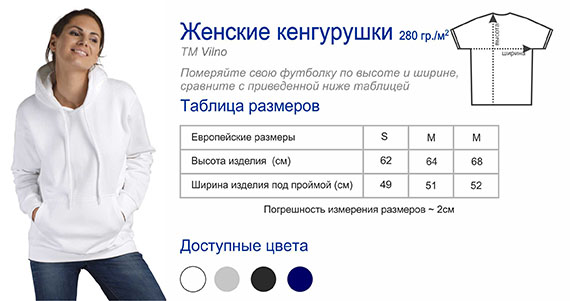 Женские кенгурушки 280 гр./м²
TM Vilno
Померяйте свою футболку по высоте и ширине,
сравните с приведенной ниже таблицей
высота
ширина
Таблица размеров
Европейские размеры S M M
Высота изделия (см) 62 64 68
Ширина изделия под проймой (см) 49 51 52
Погрешность измерения размеров ~ 2см
Доступные цвета